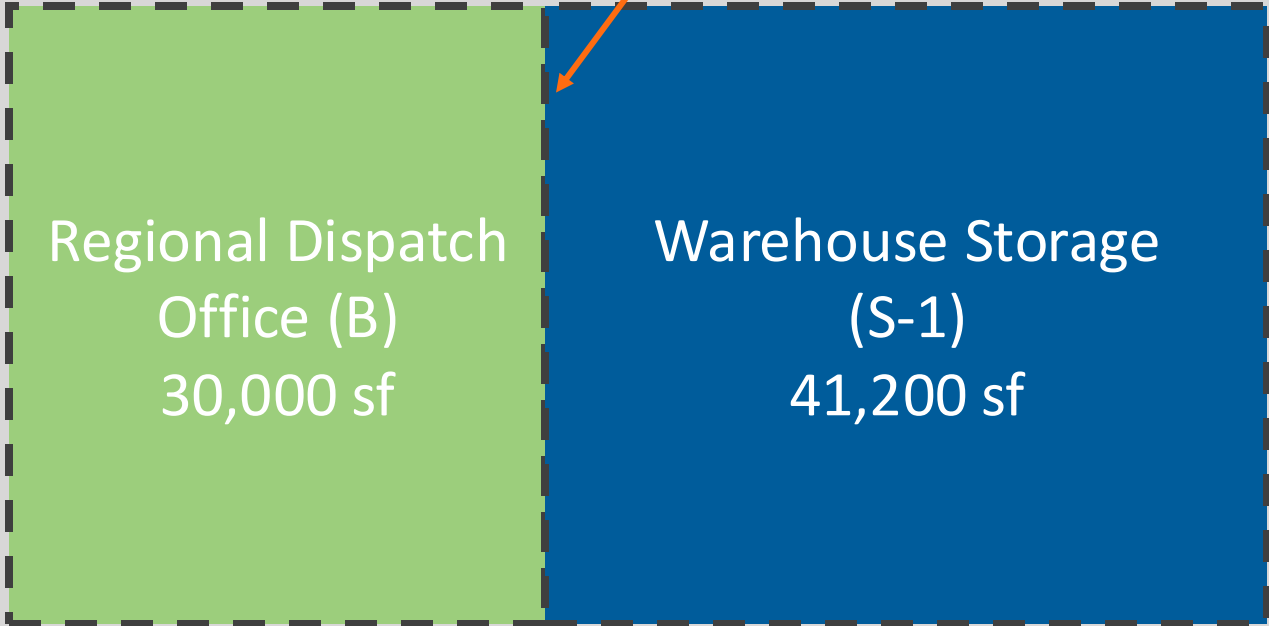 Regional Dispatch
Office (B)
30,000 sf
Warehouse Storage
(S-1)
41,200 sf